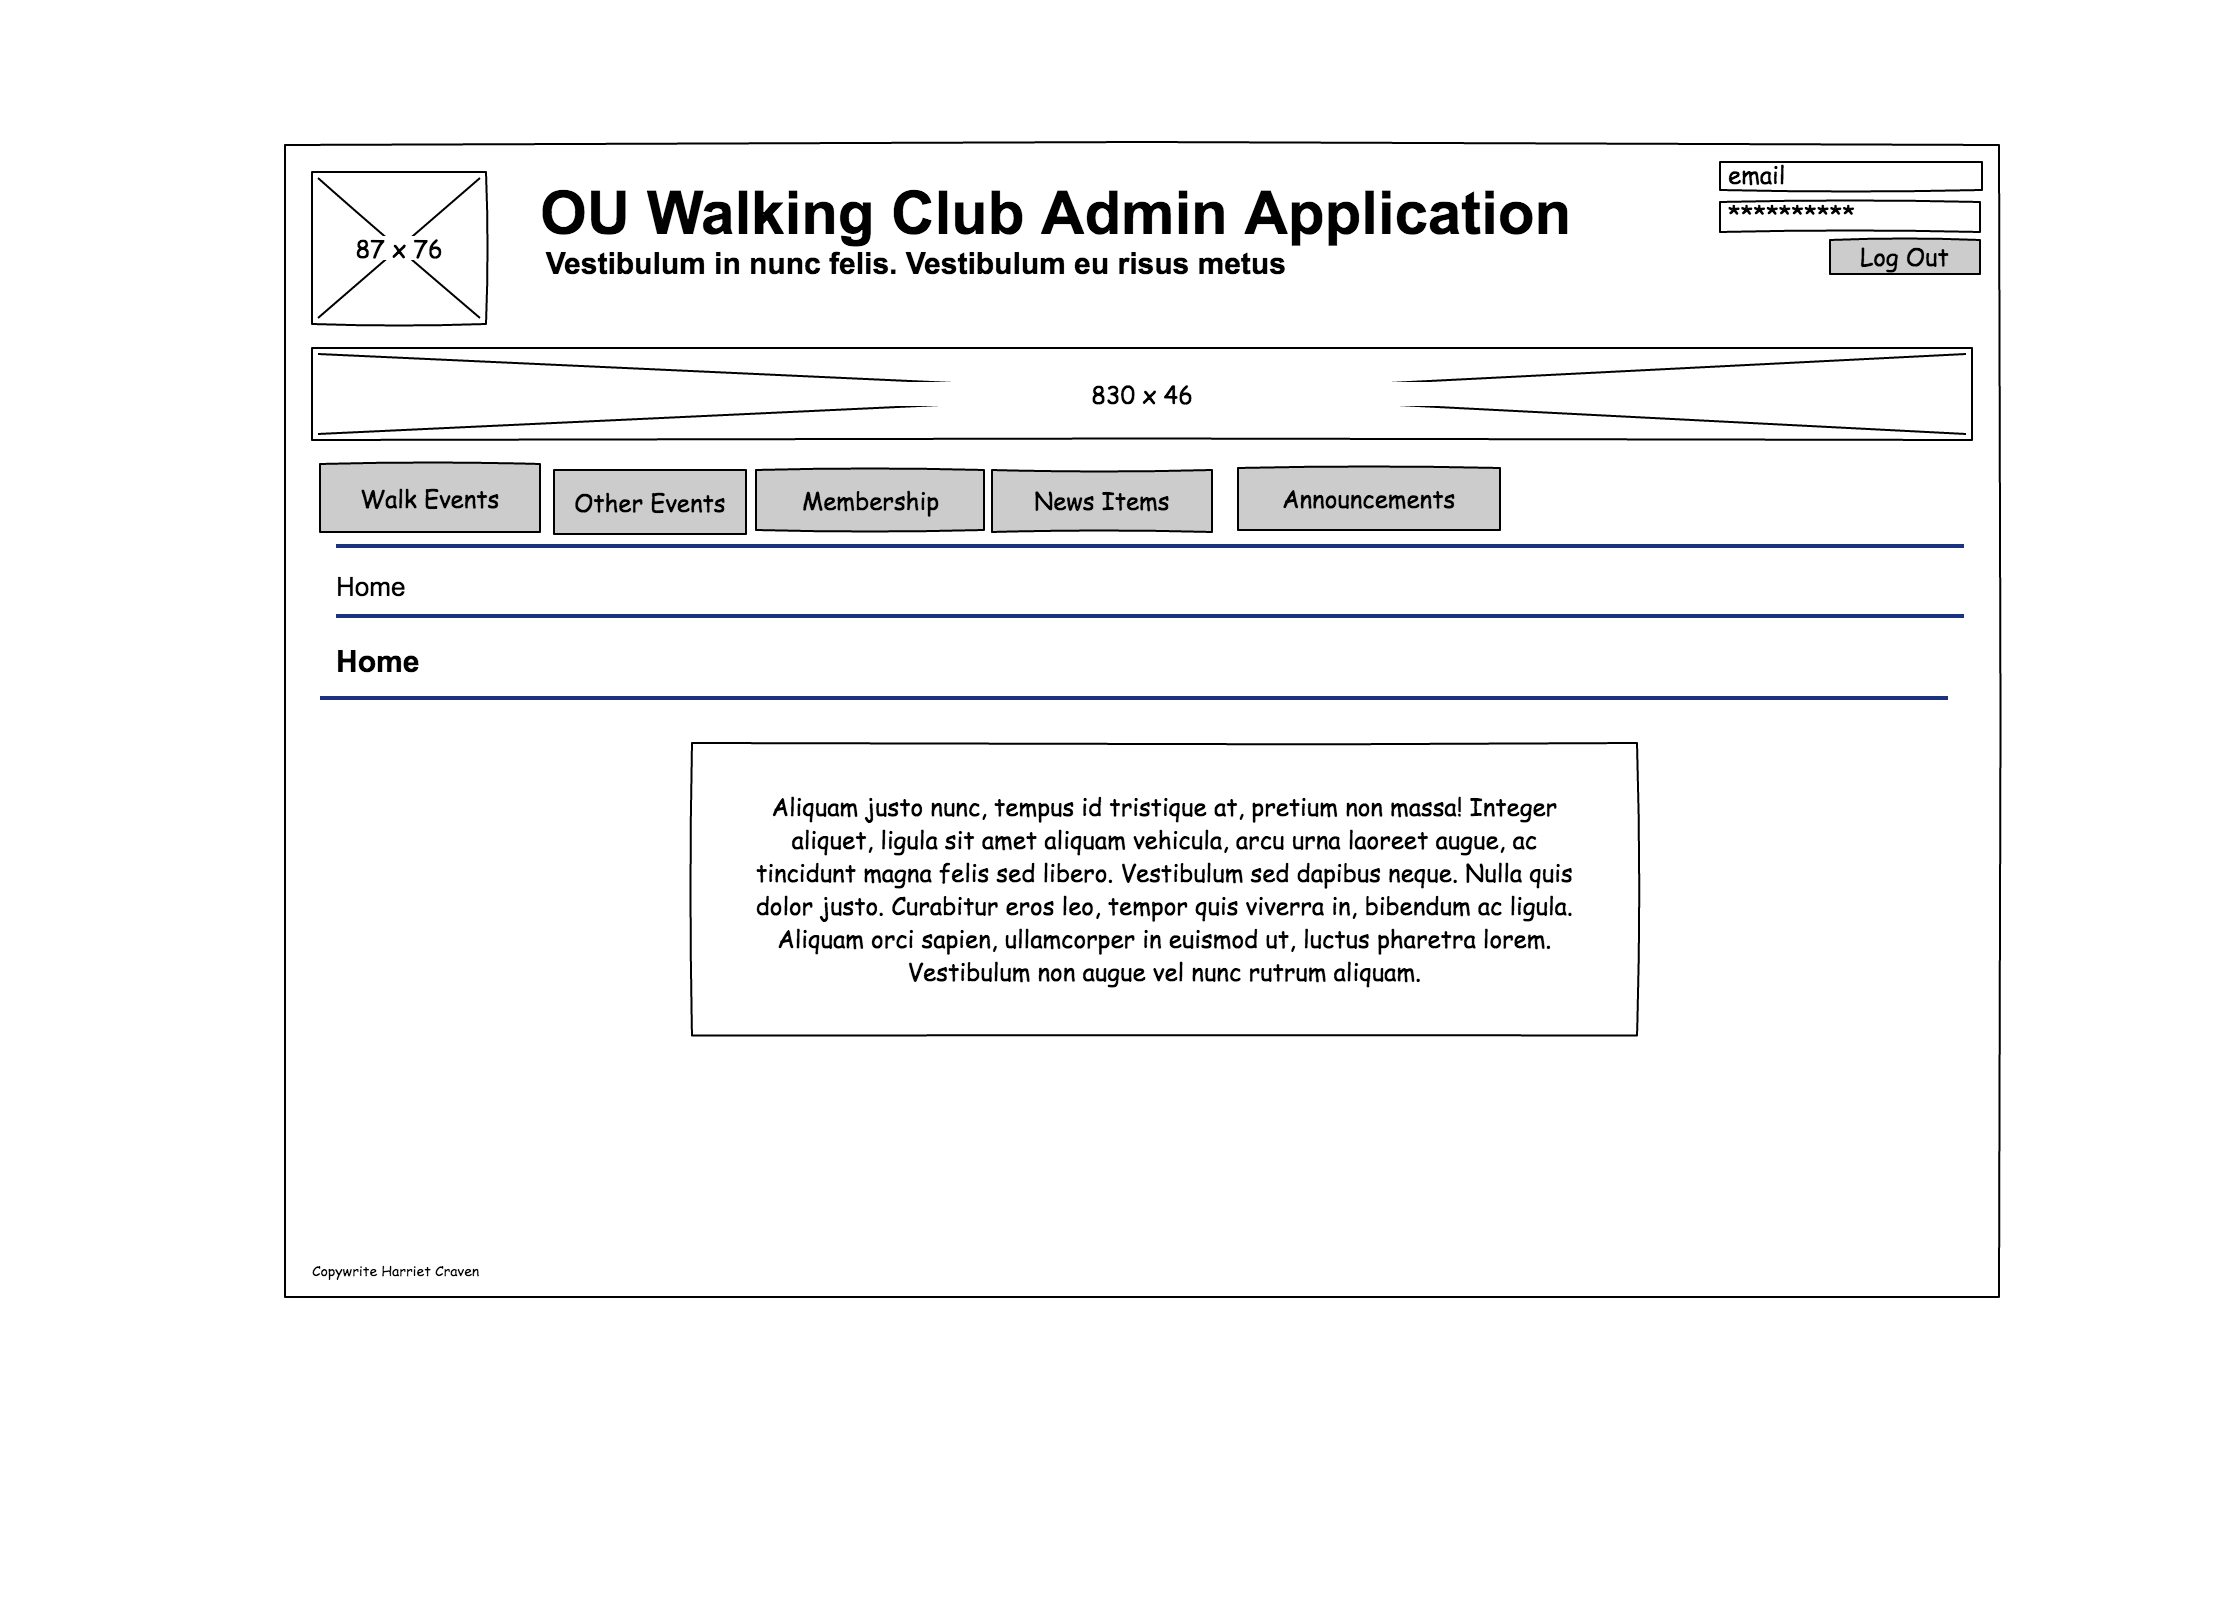 87 x 76
OU Walking Club Admin Application
Vestibulum in nunc felis. Vestibulum eu risus metus
email
**********
Log Out
830 x 46
Walk Events
Other Events
Membership
News Items
Announcements
Home
Home
Aliquam justo nunc, tempus id tristique at, pretium non massa! Integer
aliquet, ligula sit amet aliquam vehicula, arcu urna laoreet augue, ac
tincidunt magna felis sed libero. Vestibulum sed dapibus neque. Nulla quis
dolor justo. Curabitur eros leo, tempor quis viverra in, bibendum ac ligula.
Aliquam orci sapien, ullamcorper in euismod ut, luctus pharetra lorem.
Vestibulum non augue vel nunc rutrum aliquam.
Copywrite Harriet Craven